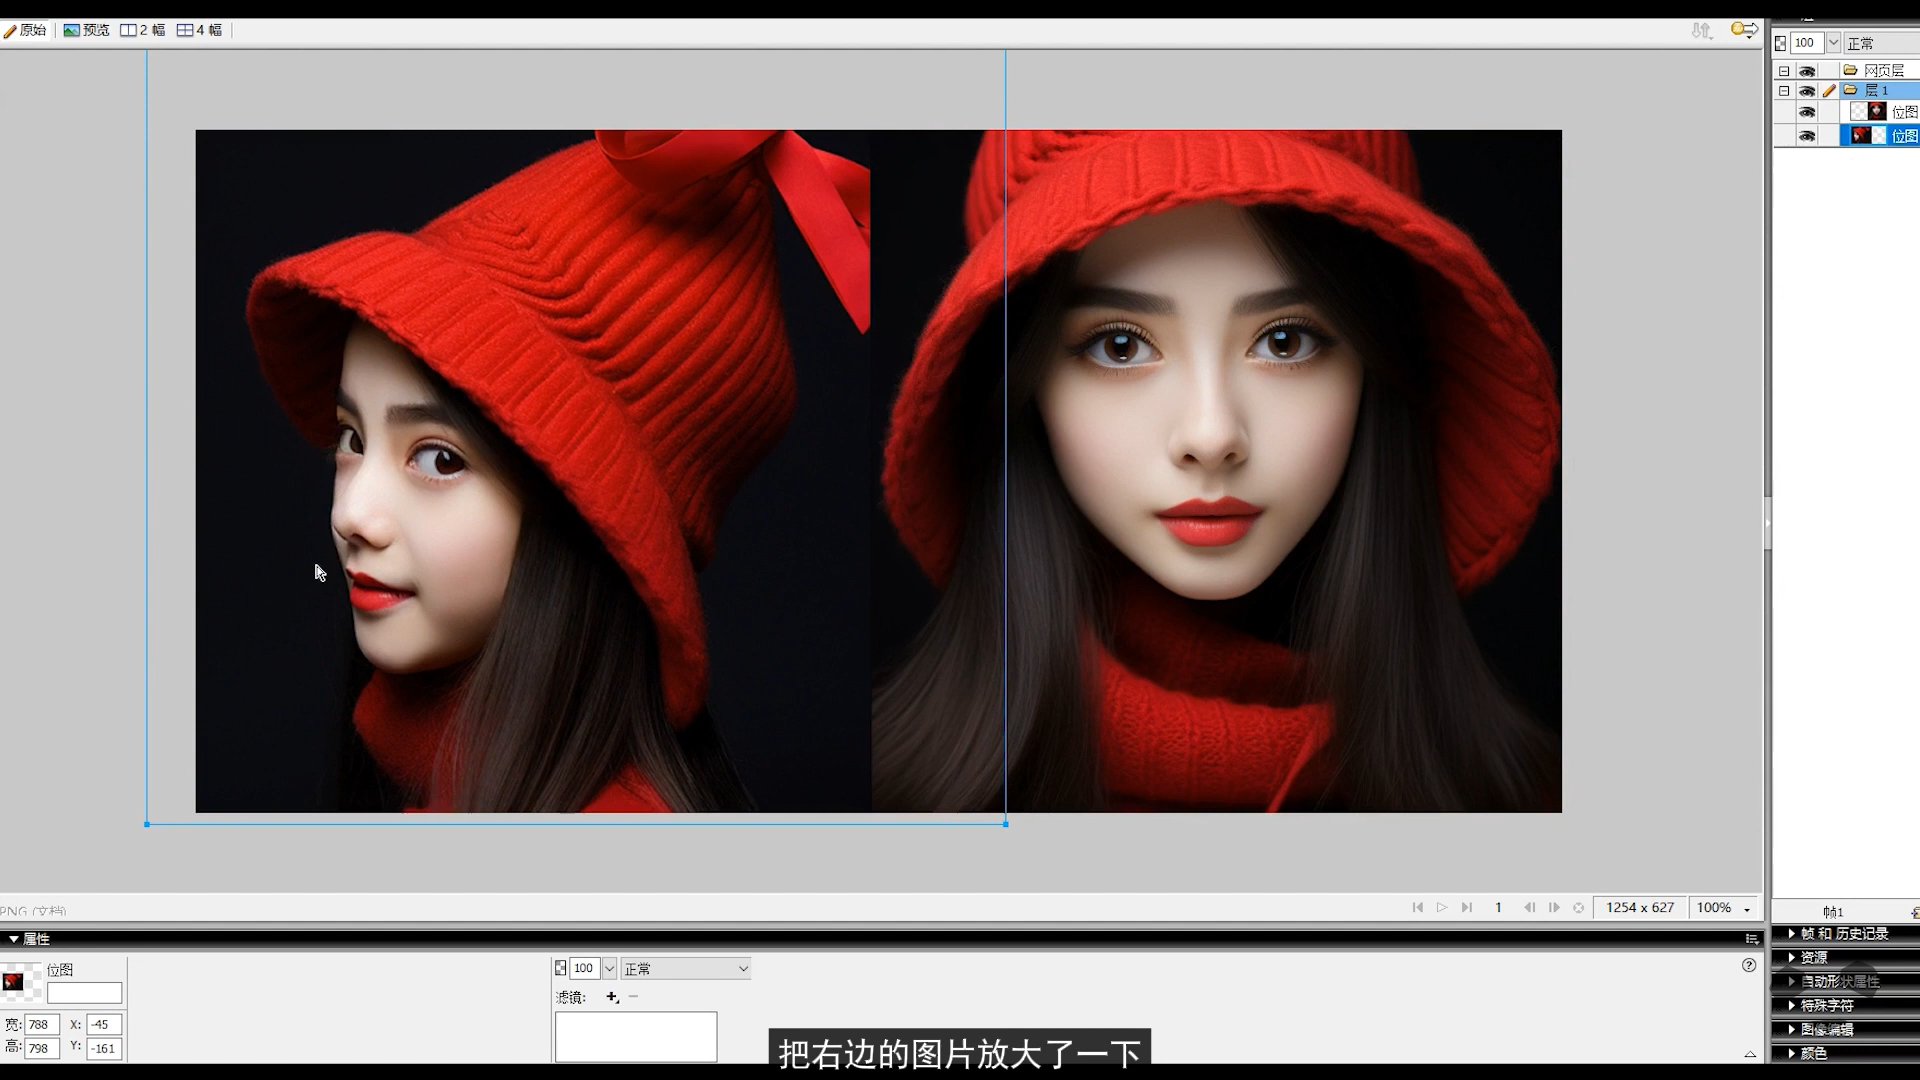 原始 预览 2 幅 4 幅
100 正常
网页层
层 1
位图
位图
PNG (文档)
1 1254 x 627 100%
帧1
属性
帧 和 历史记录
资源
自动形状属性
特殊字符
图像编辑
颜色
位图
100 正常
滤镜:
宽: 788 X: -45
高: 798 Y: -161
把右边的图片放大了一下